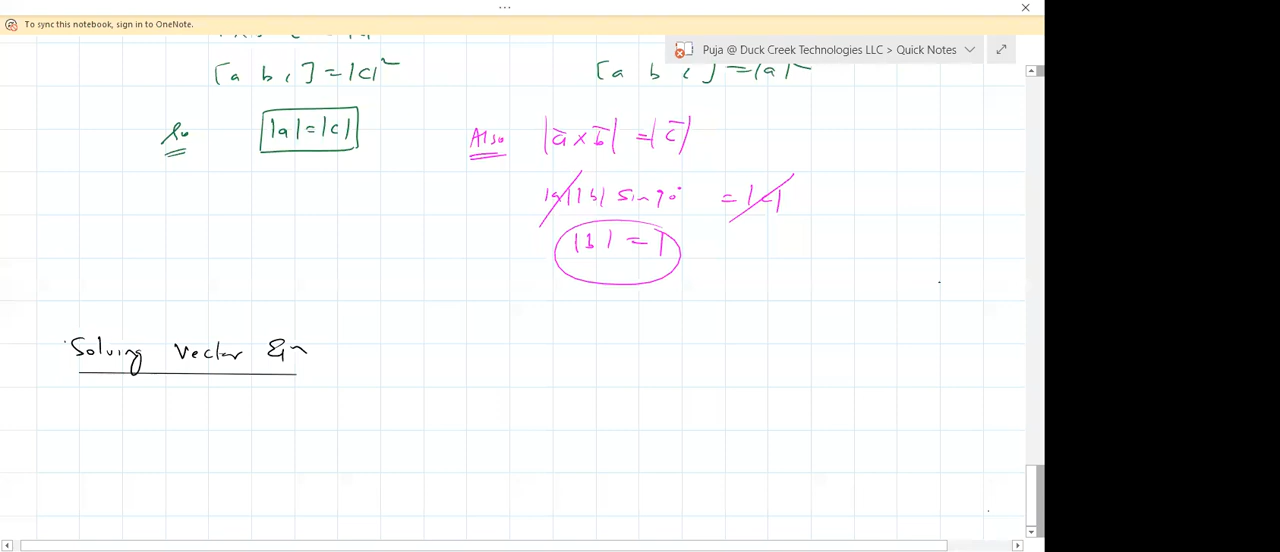 To sync this notebook, sign in to OneNote.
Puja @ Duck Creek Technologies LLC > Quick Notes
[a b c] = |c|²
[a b c] = |a|²
So |a| = |c|
Also |a̅ × b̅| = |c̅|
|a| |b| sin 90° = |c|
|b| = 1
Solving Vector Eqn